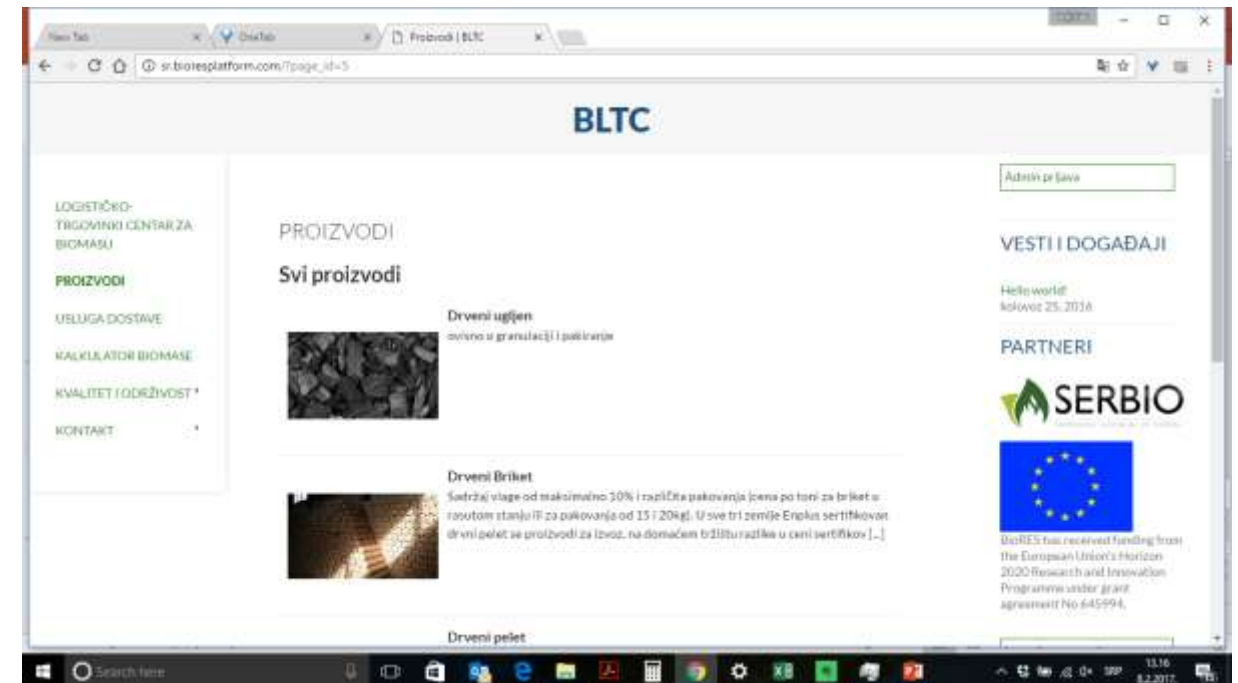 New Tab
OneTab
Proizvodi | BLTC
sr.bioresplatform.com/?page_id=5
BLTC
Admin prijava
LOGISTIČKO-
TRGOVINKI CENTAR ZA
BIOMASU
PROIZVODI
USLUGA DOSTAVE
KALKULATOR BIOMASE
KVALITET I ODRŽIVOST
KONTAKT
PROIZVODI
Svi proizvodi
Drveni ugljen
ovisno o granulaciji i pakiranje
Drveni Briket
Sadržaj vlage od maksimalno 10% i različita pakovanja (cena po toni za briket u
rasutom stanju ili za pakovanja od 15 i 20kg). U sve tri zemlje Enplus sertifikovan
drvni pelet se proizvodi za izvoz, na domaćem tržištu razlike u ceni sertifikov [...]
Drveni pelet
VESTI I DOGAĐAJI
Hello world!
kolovoz 25, 2016
PARTNERI
SERBIO
BioRES has received funding from
the European Union's Horizon
2020 Research and Innovation
Programme under grant
agreement No 645994.
Search here
SRP
13.16
8.2.2017.